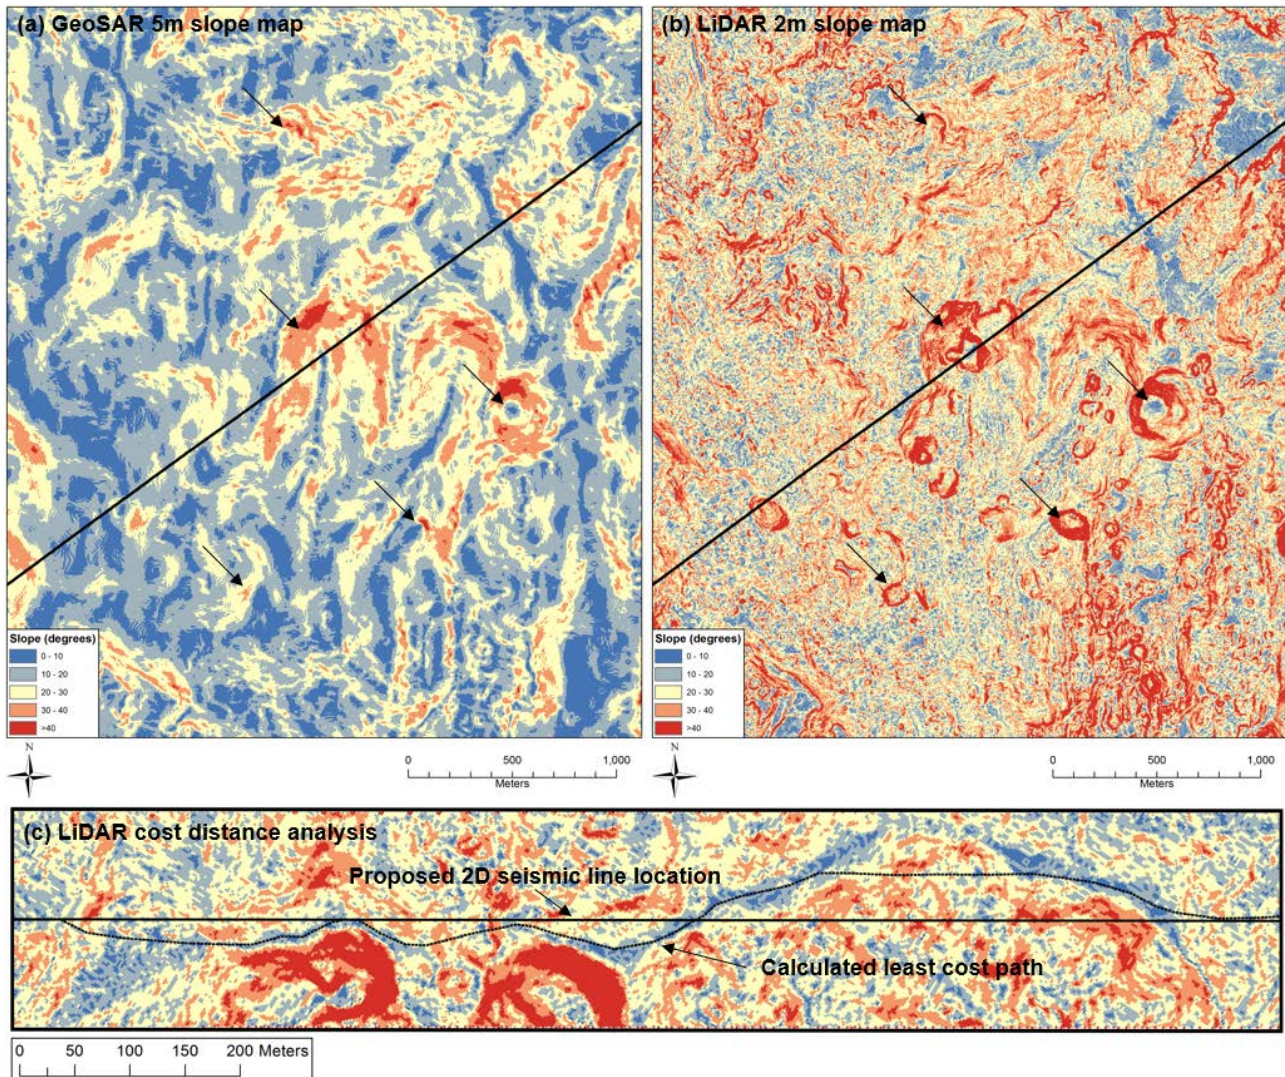 (a) GeoSAR 5m slope map
Slope (degrees)
0 - 10
10 - 20
20 - 30
30 - 40
>40
N
0 500 1,000
Meters
(b) LiDAR 2m slope map
Slope (degrees)
0 - 10
10 - 20
20 - 30
30 - 40
>40
N
0 500 1,000
Meters
(c) LiDAR cost distance analysis
Proposed 2D seismic line location
Calculated least cost path
0 50 100 150 200 Meters